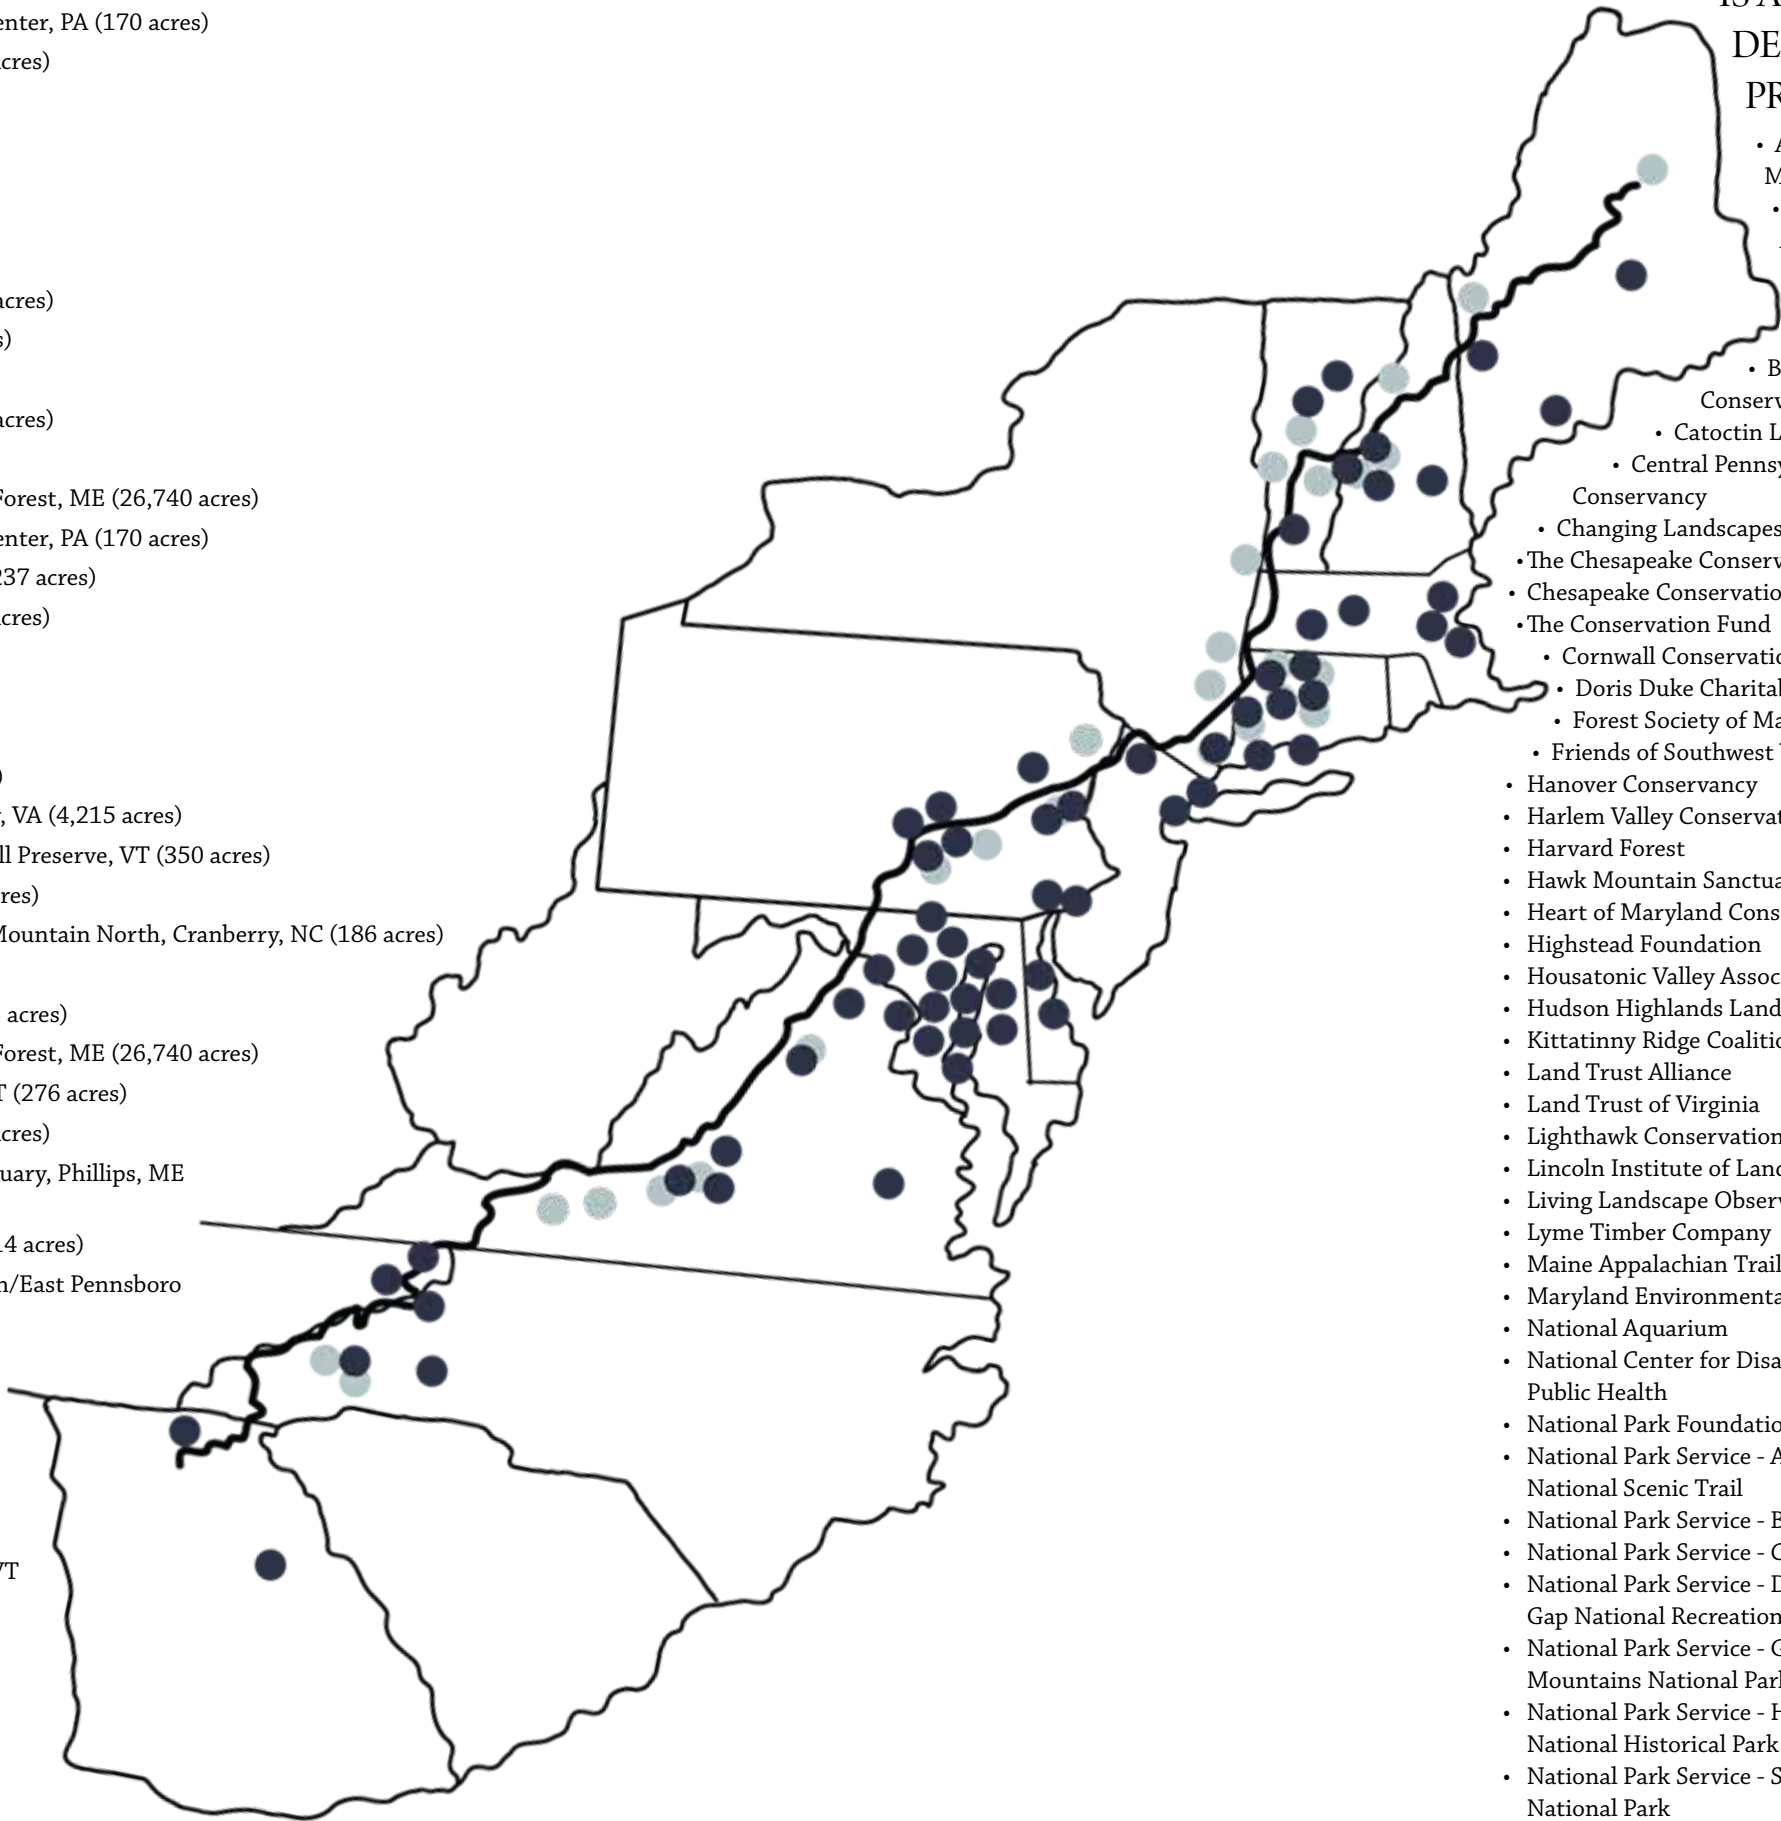 enter, PA (170 acres)
cres)
acres)
s)
acres)
Forest, ME (26,740 acres)
enter, PA (170 acres)
237 acres)
cres)
)
, VA (4,215 acres)
ll Preserve, VT (350 acres)
res)
Mountain North, Cranberry, NC (186 acres)
acres)
Forest, ME (26,740 acres)
T (276 acres)
cres)
uary, Phillips, ME
14 acres)
n/East Pennsboro
VT
IS A
DE
PR
• A
M
•
• B
Conserv
• Catoctin L
• Central Pennsy
Conservancy
• Changing Landscapes
• The Chesapeake Conserv
• Chesapeake Conservatio
• The Conservation Fund
• Cornwall Conservatio
• Doris Duke Charital
• Forest Society of Ma
• Friends of Southwest
• Hanover Conservancy
• Harlem Valley Conservat
• Harvard Forest
• Hawk Mountain Sanctua
• Heart of Maryland Cons
• Highstead Foundation
• Housatonic Valley Assoc
• Hudson Highlands Land
• Kittatinny Ridge Coalitio
• Land Trust Alliance
• Land Trust of Virginia
• Lighthawk Conservation
• Lincoln Institute of Land
• Living Landscape Observ
• Lyme Timber Company
• Maine Appalachian Trail
• Maryland Environmenta
• National Aquarium
• National Center for Disa
Public Health
• National Park Foundatio
• National Park Service - A
National Scenic Trail
• National Park Service - B
• National Park Service - C
• National Park Service - D
Gap National Recreation
• National Park Service - G
Mountains National Park
• National Park Service - H
National Historical Park
• National Park Service - S
National Park